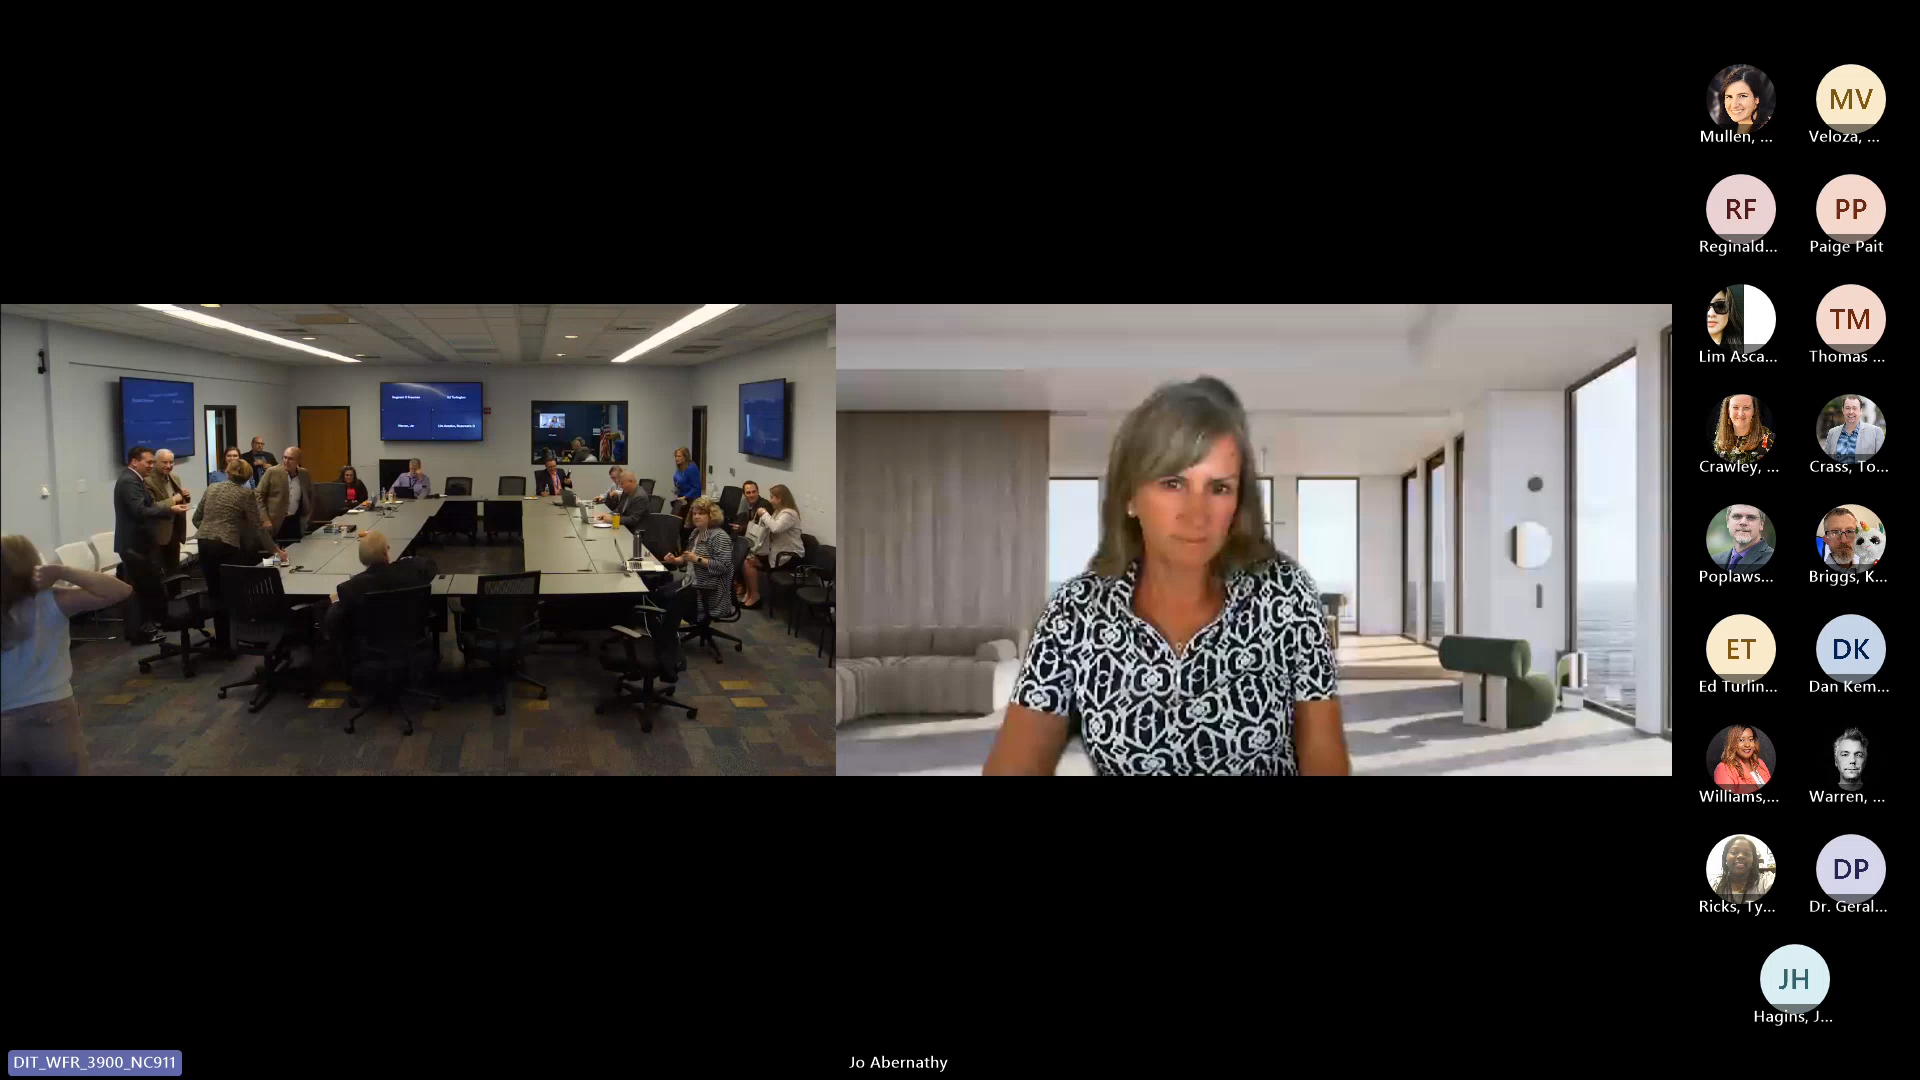 MV
Mullen, ...
Veloza, ...
RF
PP
Reginald...
Paige Pait
TM
Lim Asca...
Thomas ...
Crawley, ...
Crass, To...
Poplaws...
Briggs, K...
ET
DK
Ed Turlin...
Dan Kem...
Williams,...
Warren, ...
DP
Ricks, Ty...
Dr. Geral...
JH
Hagins, J...
DIT_WFR_3900_NC911
Jo Abernathy